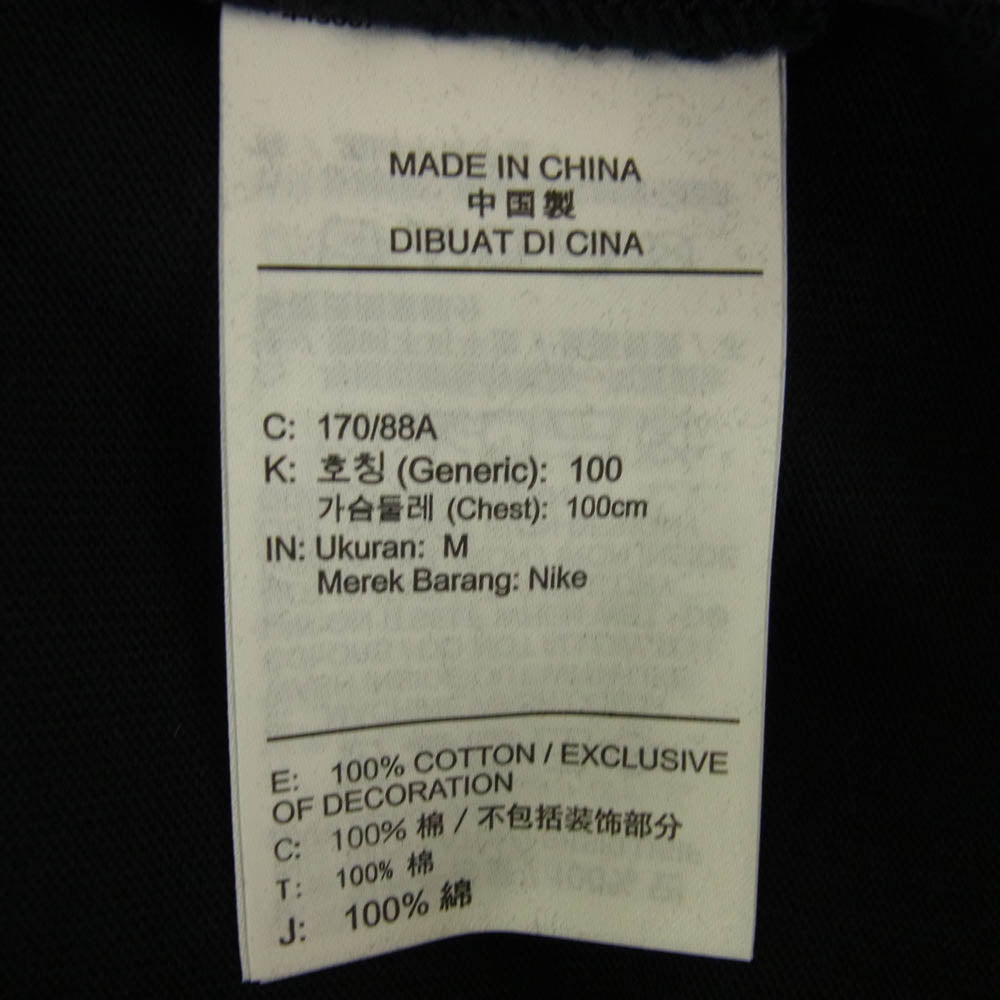 MADE IN CHINA
中国製
DIBUAT DI CINA
C: 170/88A
K: 호칭 (Generic): 100
가슴둘레 (Chest): 100cm
IN: Ukuran: M
Merek Barang: Nike
E: 100% COTTON / EXCLUSIVE
OF DECORATION
C: 100% 棉 / 不包括装饰部分
T: 100% 棉
J: 100% 綿